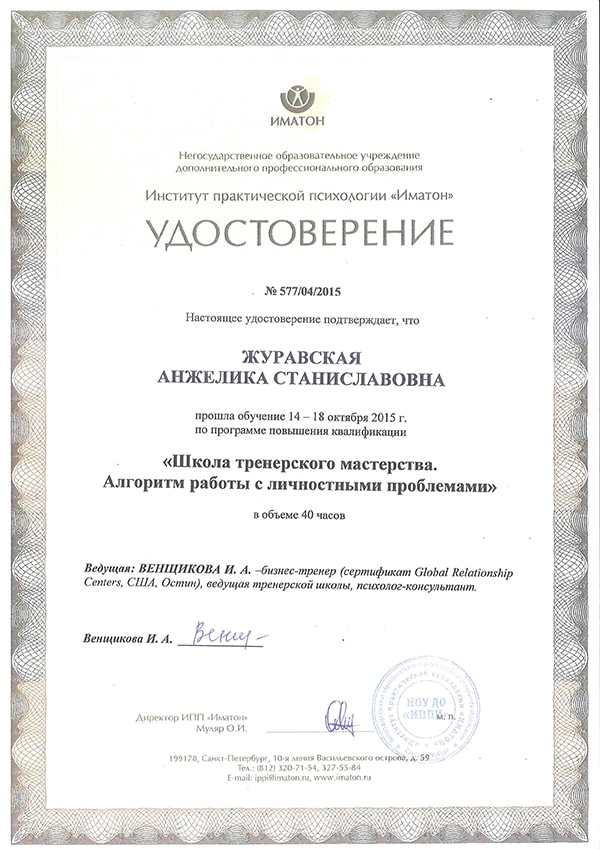 ИМАТОН
Негосударственное образовательное учреждение
дополнительного профессионального образования
Институт практической психологии «Иматон»
УДОСТОВЕРЕНИЕ
№ 577/04/2015
Настоящее удостоверение подтверждает, что
ЖУРАВСКАЯ
АНЖЕЛИКА СТАНИСЛАВОВНА
прошла обучение 14 – 18 октября 2015 г.
по программе повышения квалификации
«Школа тренерского мастерства.
Алгоритм работы с личностными проблемами»
в объеме 40 часов
Ведущая: ВЕНЩИКОВА И. А. –бизнес-тренер (сертификат Global Relationship
Centers, США, Остин), ведущая тренерской школы, психолог-консультант.
Венщикова И. А.
НОУ ДО
«ИППИ»
м. п.
Директор ИПП «Иматон»
Муляр О.И.
199178, Санкт-Петербург, 10-я линия Васильевского острова, д. 59
Тел.: (812) 320-71-54, 327-55-84
E-mail: ippi@imaton.ru, www.imaton.ru